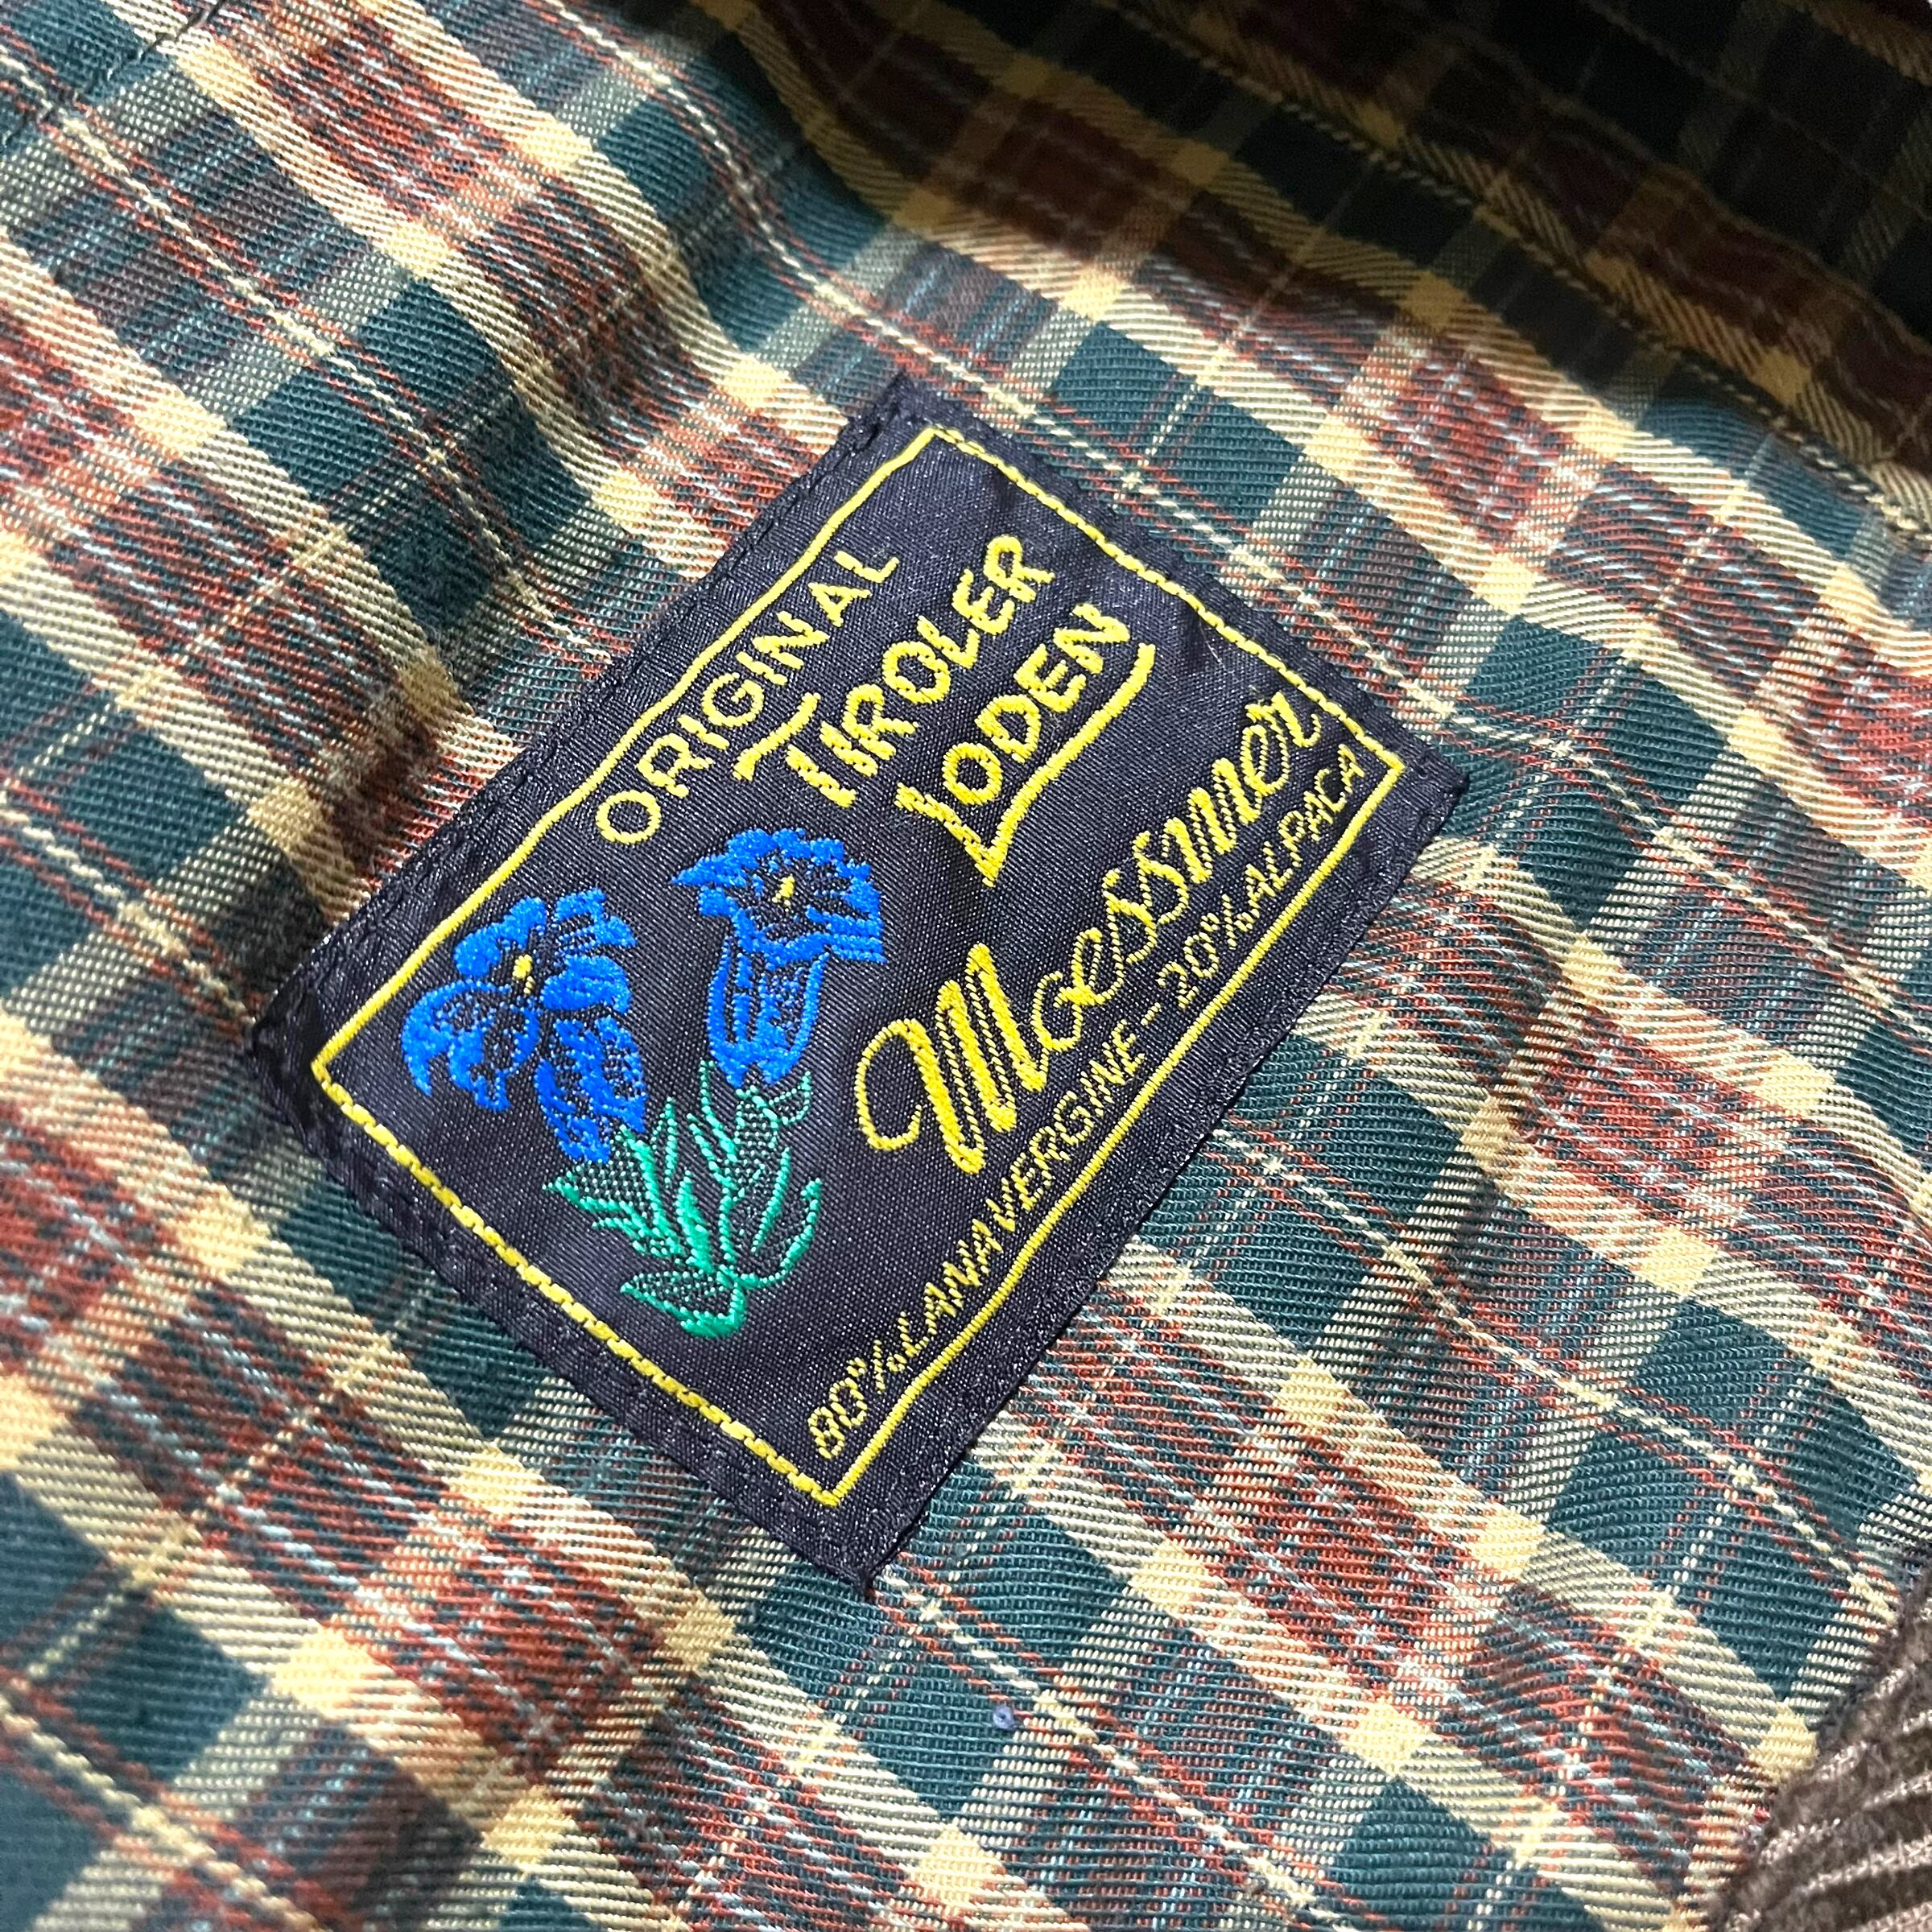 ORIGINAL
TIROLER
LODEN
Moessmer
80% LANA VERGINE - 20% ALPACA